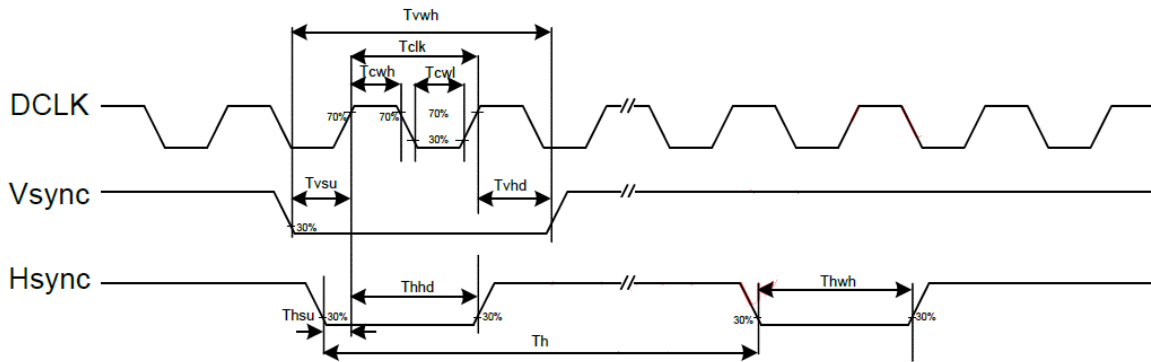 Tvwh
Tclk
Tcwh Tcwl
DCLK
70% 70% 70%
30%
Tvsu Tvhd
Vsync
30%
Hsync
Thhd Thwh
Thsu 30% 30% 30% 30%
Th